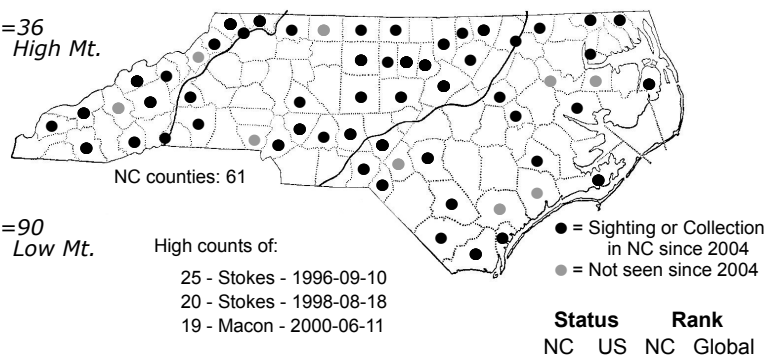 =36
High Mt.
NC counties: 61
=90
Low Mt.
High counts of:
25 - Stokes - 1996-09-10
20 - Stokes - 1998-08-18
19 - Macon - 2000-06-11
● = Sighting or Collection
in NC since 2004
● = Not seen since 2004
Status Rank
NC US NC Global